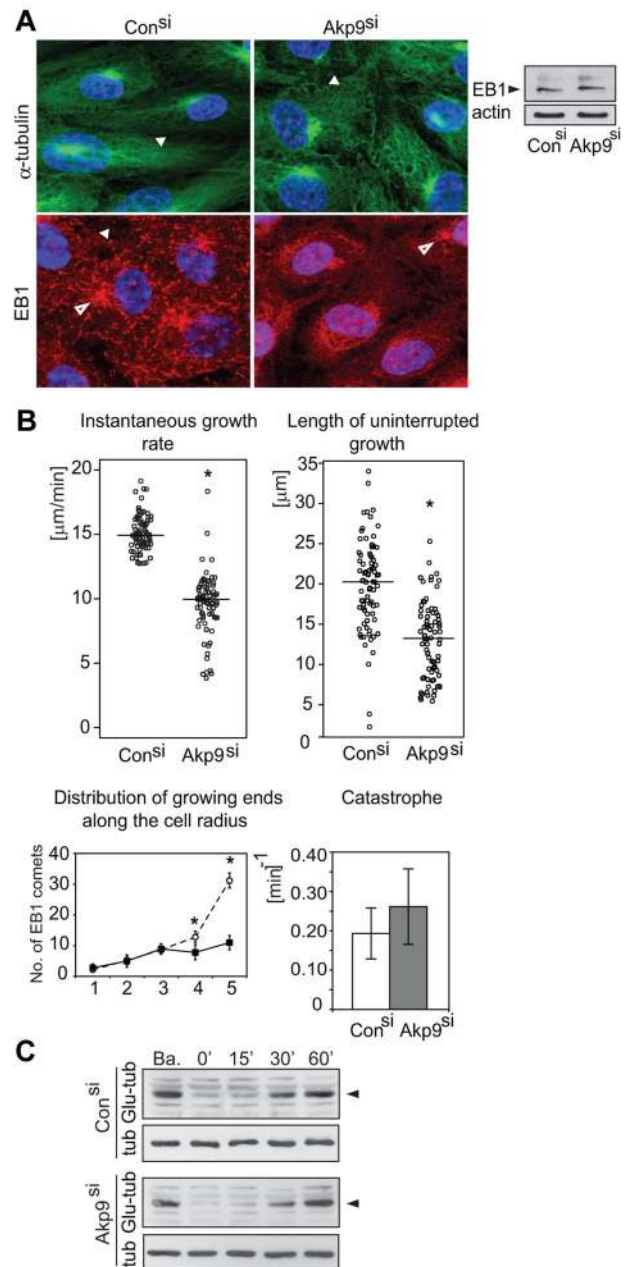 A
Con^si Akp9^si
α-tubulin
EB1
EB1
actin
Con^si Akp9^si
B
Instantaneous growth
rate
[µm/min]
20
15
10
5
0
Con^si Akp9^si
*
Length of uninterrupted
growth
[µm]
35
30
25
20
15
10
5
0
Con^si Akp9^si
*
Distribution of growing ends
along the cell radius
No. of EB1 comets
40
30
20
10
0
1 2 3 4 5
* *
Catastrophe
[min]^-1
0.40
0.30
0.20
0.10
0
Con^si Akp9^si
C
Ba. 0' 15' 30' 60'
Con^si
Glu-tub
tub
Akp9^si
Glu-tub
tub